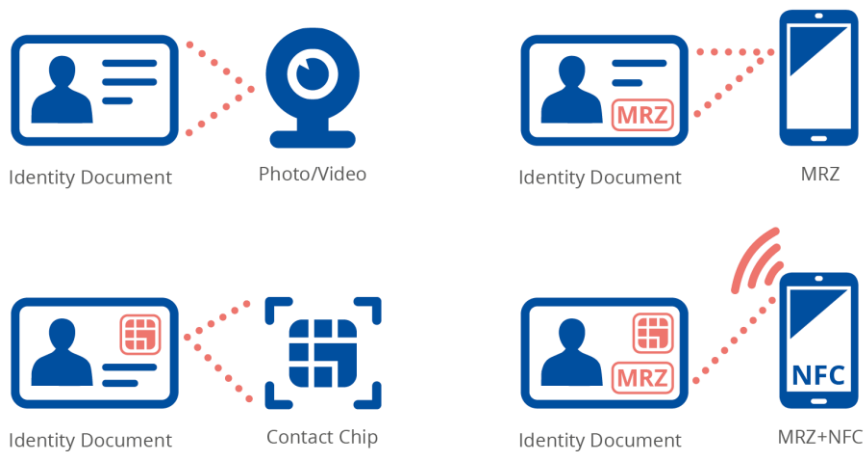 MRZ
Identity Document
Photo/Video
Identity Document
MRZ
MRZ
NFC
Identity Document
Contact Chip
Identity Document
MRZ+NFC